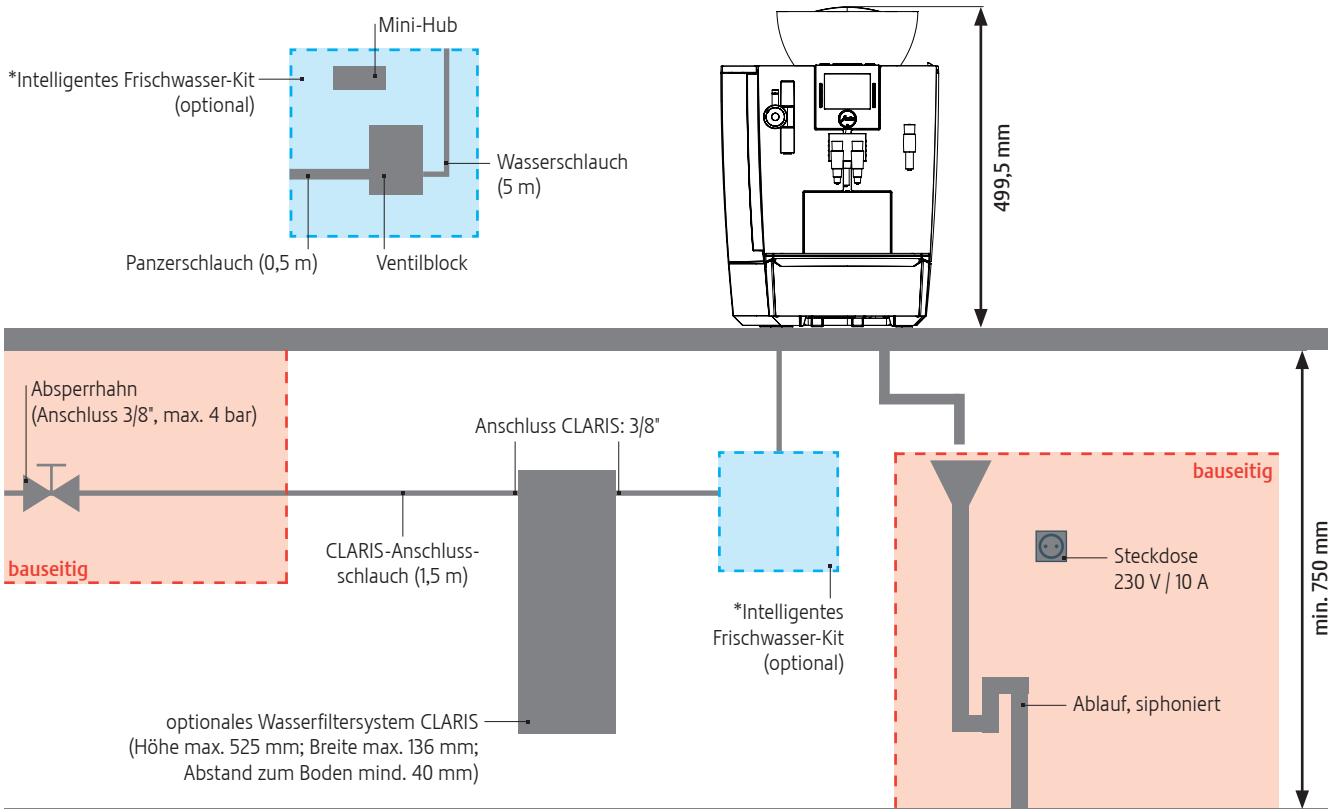 Mini-Hub
*Intelligentes Frischwasser-Kit
(optional)
Wasserschlauch
(5 m)
Panzerschlauch (0,5 m)
Ventilblock
499,5 mm
Absperrhahn
(Anschluss 3/8", max. 4 bar)
Anschluss CLARIS: 3/8"
bauseitig
CLARIS-Anschluss-
schlauch (1,5 m)
bauseitig
Steckdose
230 V / 10 A
min. 750 mm
*Intelligentes
Frischwasser-Kit
(optional)
Ablauf, siphoniert
optionales Wasserfiltersystem CLARIS
(Höhe max. 525 mm; Breite max. 136 mm;
Abstand zum Boden mind. 40 mm)